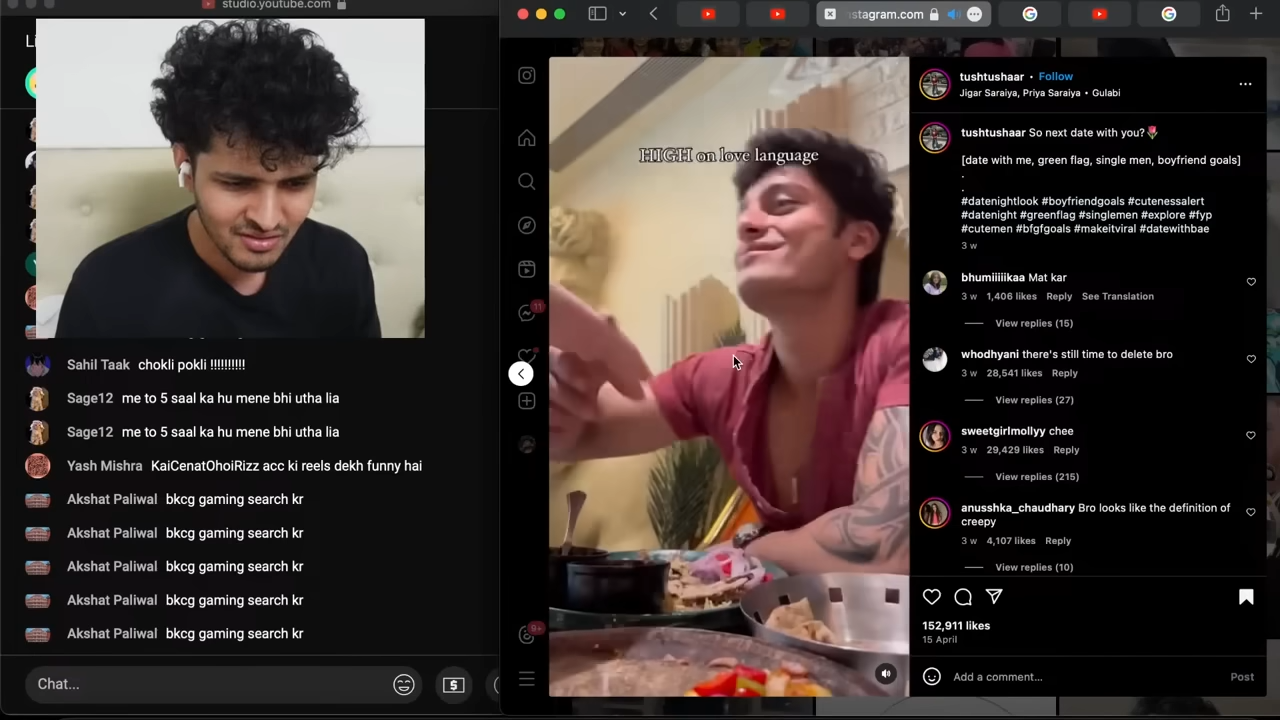 studio.youtube.com
Li
Sahil Taak chokli pokli !!!!!!!!!!
Sage12 me to 5 saal ka hu mene bhi utha lia
Sage12 me to 5 saal ka hu mene bhi utha lia
Yash Mishra KaiCenatOhoiRizz acc ki reels dekh funny hai
Akshat Paliwal bkcg gaming search kr
Akshat Paliwal bkcg gaming search kr
Akshat Paliwal bkcg gaming search kr
Akshat Paliwal bkcg gaming search kr
Akshat Paliwal bkcg gaming search kr
Chat...
stagram.com
HIGH on love language
11
9+
tushtushaar • Follow
Jigar Saraiya, Priya Saraiya • Gulabi
tushtushaar So next date with you?🌷
[date with me, green flag, single men, boyfriend goals]
.
.
#datenightlook #boyfriendgoals #cutenessalert
#datenight #greenflag #singlemen #explore #fyp
#cutemen #bfgfgoals #makeitviral #datewithbae
3 w
bhumiiiiikaa Mat kar
3 w 1,406 likes Reply See Translation
View replies (15)
whodhyani there's still time to delete bro
3 w 28,541 likes Reply
View replies (27)
sweetgirlmollyy chee
3 w 29,429 likes Reply
View replies (215)
anusshka_chaudhary Bro looks like the definition of
creepy
3 w 4,107 likes Reply
View replies (10)
152,911 likes
15 April
Add a comment...
Post